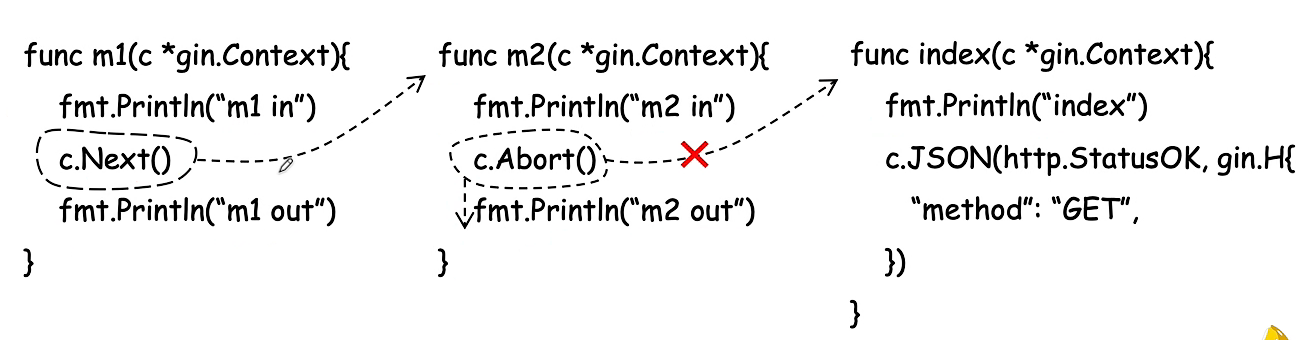 func m1(c *gin.Context){
fmt.Println(“m1 in”)
c.Next()
fmt.Println(“m1 out”)
}
func m2(c *gin.Context){
fmt.Println(“m2 in”)
c.Abort()
fmt.Println(“m2 out”)
}
func index(c *gin.Context){
fmt.Println(“index”)
c.JSON(http.StatusOK, gin.H{
“method”: “GET”,
})
}